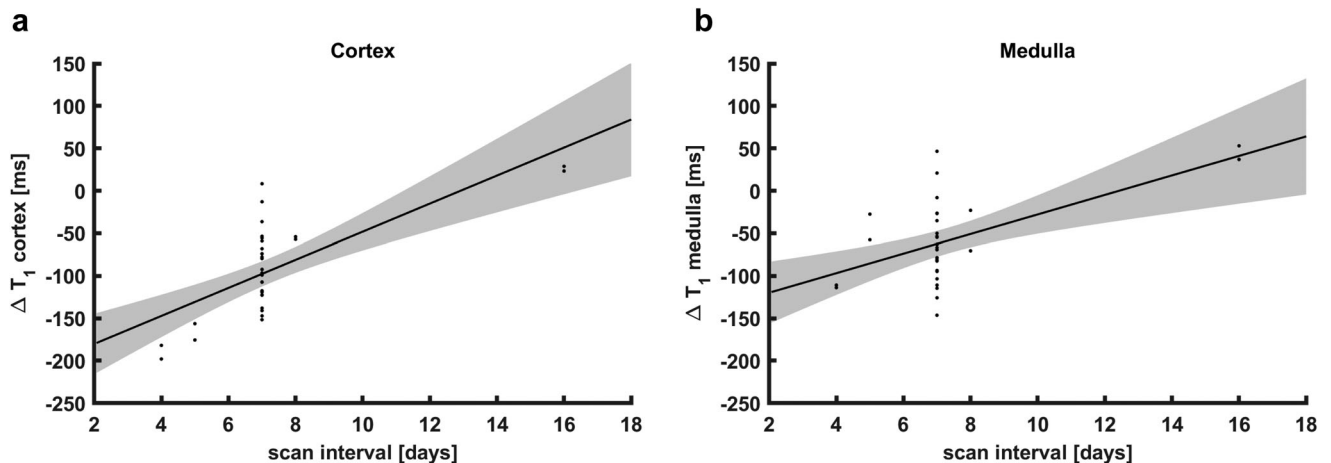 a
Cortex
150
100
50
0
-50
-100
-150
-200
-250
Δ T1 cortex [ms]
2 4 6 8 10 12 14 16 18
scan interval [days]
b
Medulla
150
100
50
0
-50
-100
-150
-200
-250
Δ T1 medulla [ms]
2 4 6 8 10 12 14 16 18
scan interval [days]